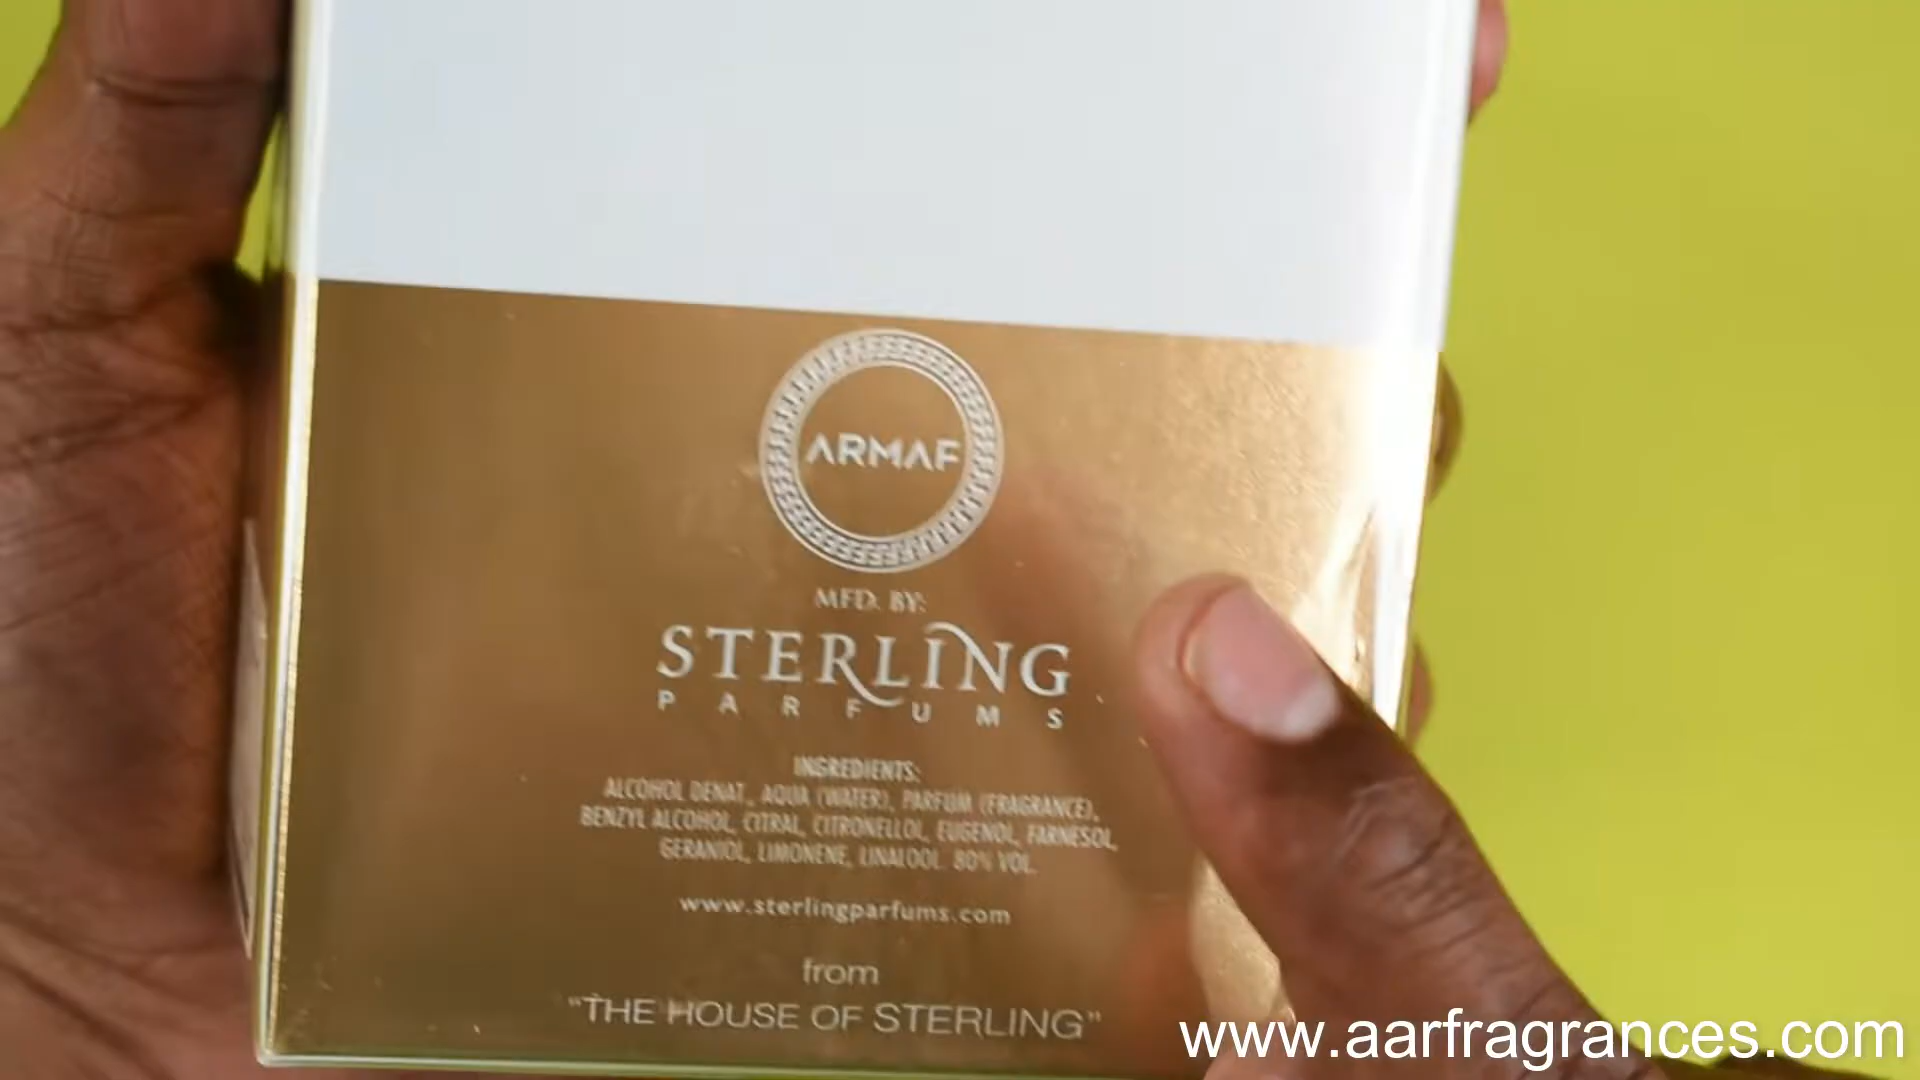 ARMAF
MFD. BY:
STERLING
PARFUMS
INGREDIENTS:
ALCOHOL DENAT., AQUA (WATER), PARFUM (FRAGRANCE),
BENZYL ALCOHOL, CITRAL, CITRONELLOL, EUGENOL, FARNESOL,
GERANIOL, LIMONENE, LINALOOL. 80% VOL.
www.sterlingparfums.com
from
"THE HOUSE OF STERLING"
www.aarfragrances.com